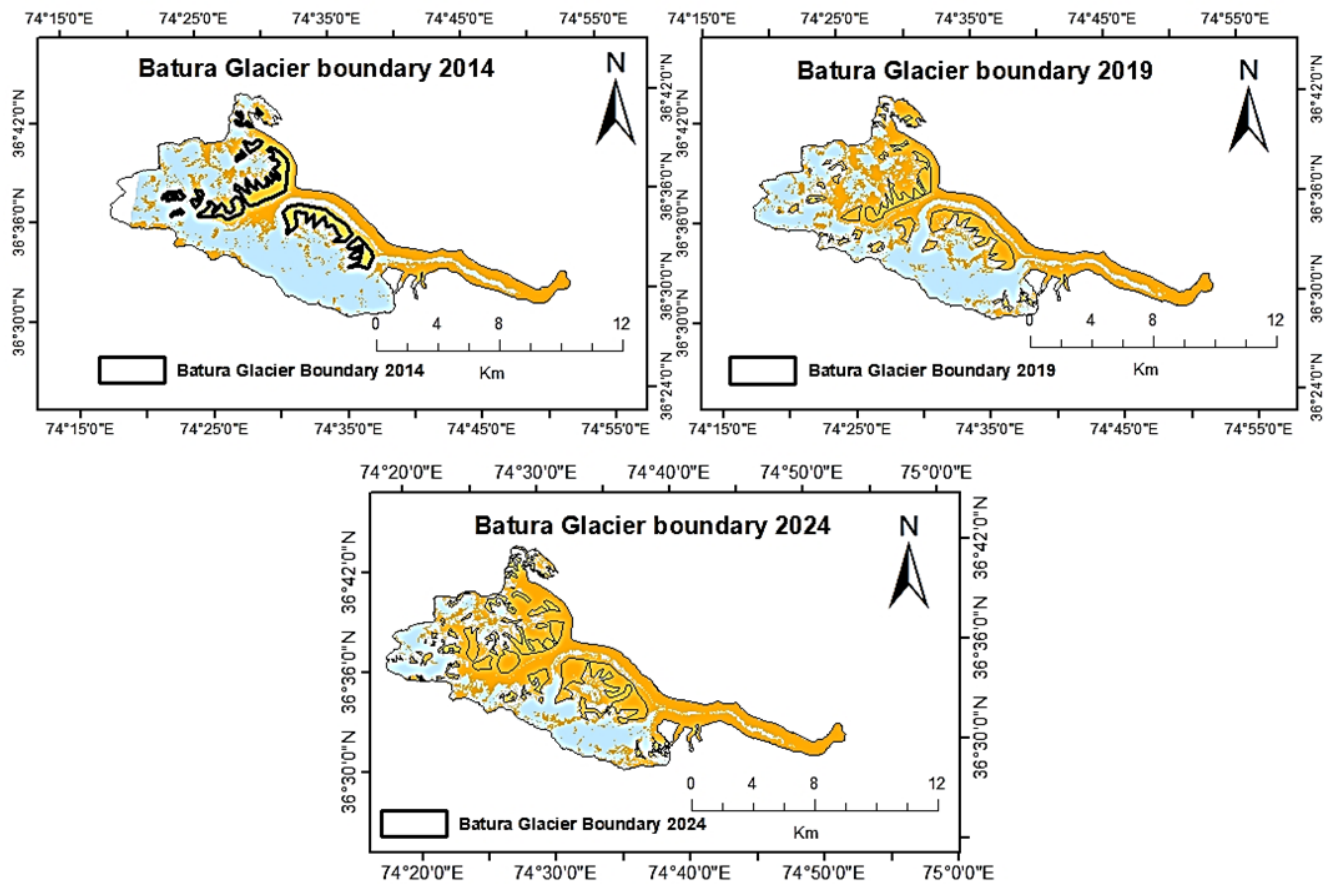 74°15'0"E 74°25'0"E 74°35'0"E 74°45'0"E 74°55'0"E
Batura Glacier boundary 2014
N
36°42'0"N
36°36'0"N
36°30'0"N
36°42'0"N
36°36'0"N
36°30'0"N
36°24'0"N
0 4 8 12
Km
Batura Glacier Boundary 2014
74°15'0"E 74°25'0"E 74°35'0"E 74°45'0"E 74°55'0"E
74°15'0"E 74°25'0"E 74°35'0"E 74°45'0"E 74°55'0"E
Batura Glacier boundary 2019
N
36°42'0"N
36°36'0"N
36°30'0"N
36°42'0"N
36°36'0"N
36°30'0"N
36°24'0"N
0 4 8 12
Km
Batura Glacier Boundary 2019
74°15'0"E 74°25'0"E 74°35'0"E 74°45'0"E 74°55'0"E
74°20'0"E 74°30'0"E 74°40'0"E 74°50'0"E 75°0'0"E
Batura Glacier boundary 2024
N
36°42'0"N
36°36'0"N
36°30'0"N
36°42'0"N
36°36'0"N
36°30'0"N
0 4 8 12
Km
Batura Glacier Boundary 2024
74°20'0"E 74°30'0"E 74°40'0"E 74°50'0"E 75°0'0"E